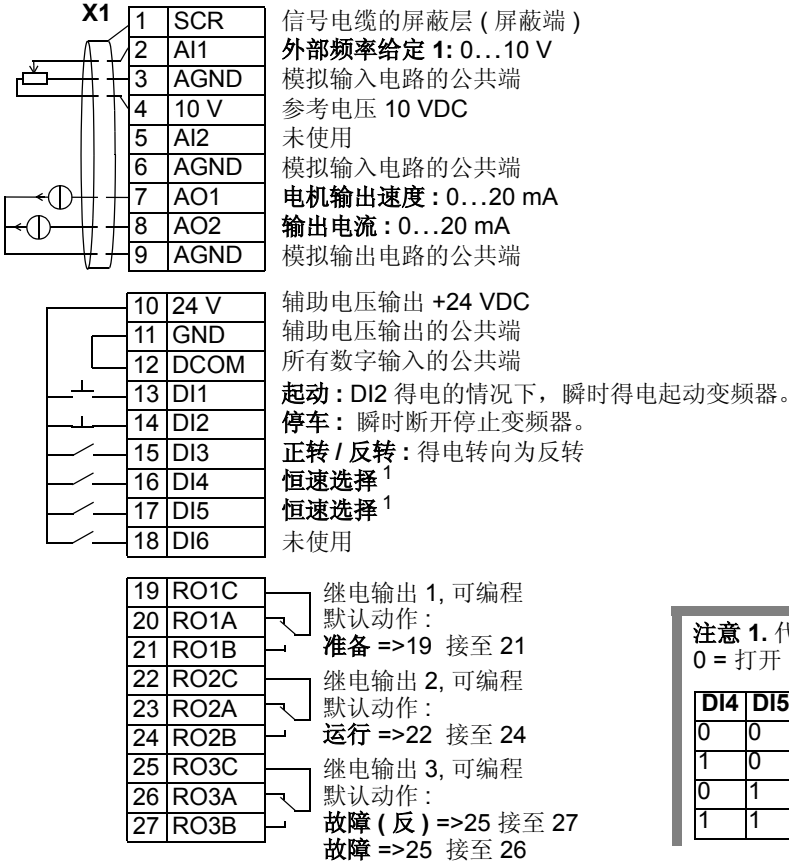 X1
1 SCR 信号电缆的屏蔽层 ( 屏蔽端 )
2 AI1 外部频率给定 1: 0…10 V
3 AGND 模拟输入电路的公共端
4 10 V 参考电压 10 VDC
5 AI2 未使用
6 AGND 模拟输入电路的公共端
7 AO1 电机输出速度 : 0…20 mA
8 AO2 输出电流 : 0…20 mA
9 AGND 模拟输出电路的公共端
10 24 V 辅助电压输出 +24 VDC
11 GND 辅助电压输出的公共端
12 DCOM 所有数字输入的公共端
13 DI1 起动 : DI2 得电的情况下，瞬时得电起动变频器。
14 DI2 停车 : 瞬时断开停止变频器。
15 DI3 正转 / 反转 : 得电转向为反转
16 DI4 恒速选择 1
17 DI5 恒速选择 1
18 DI6 未使用
19 RO1C 继电输出 1, 可编程
20 RO1A 默认动作 :
21 RO1B 准备 =>19 接至 21
22 RO2C 继电输出 2, 可编程
23 RO2A 默认动作 :
24 RO2B 运行 =>22 接至 24
25 RO3C 继电输出 3, 可编程
26 RO3A 默认动作 :
27 RO3B 故障 ( 反 ) =>25 接至 27
故障 =>25 接至 26
注意 1. 代
0 = 打开
DI4 DI5
0 0
1 0
0 1
1 1